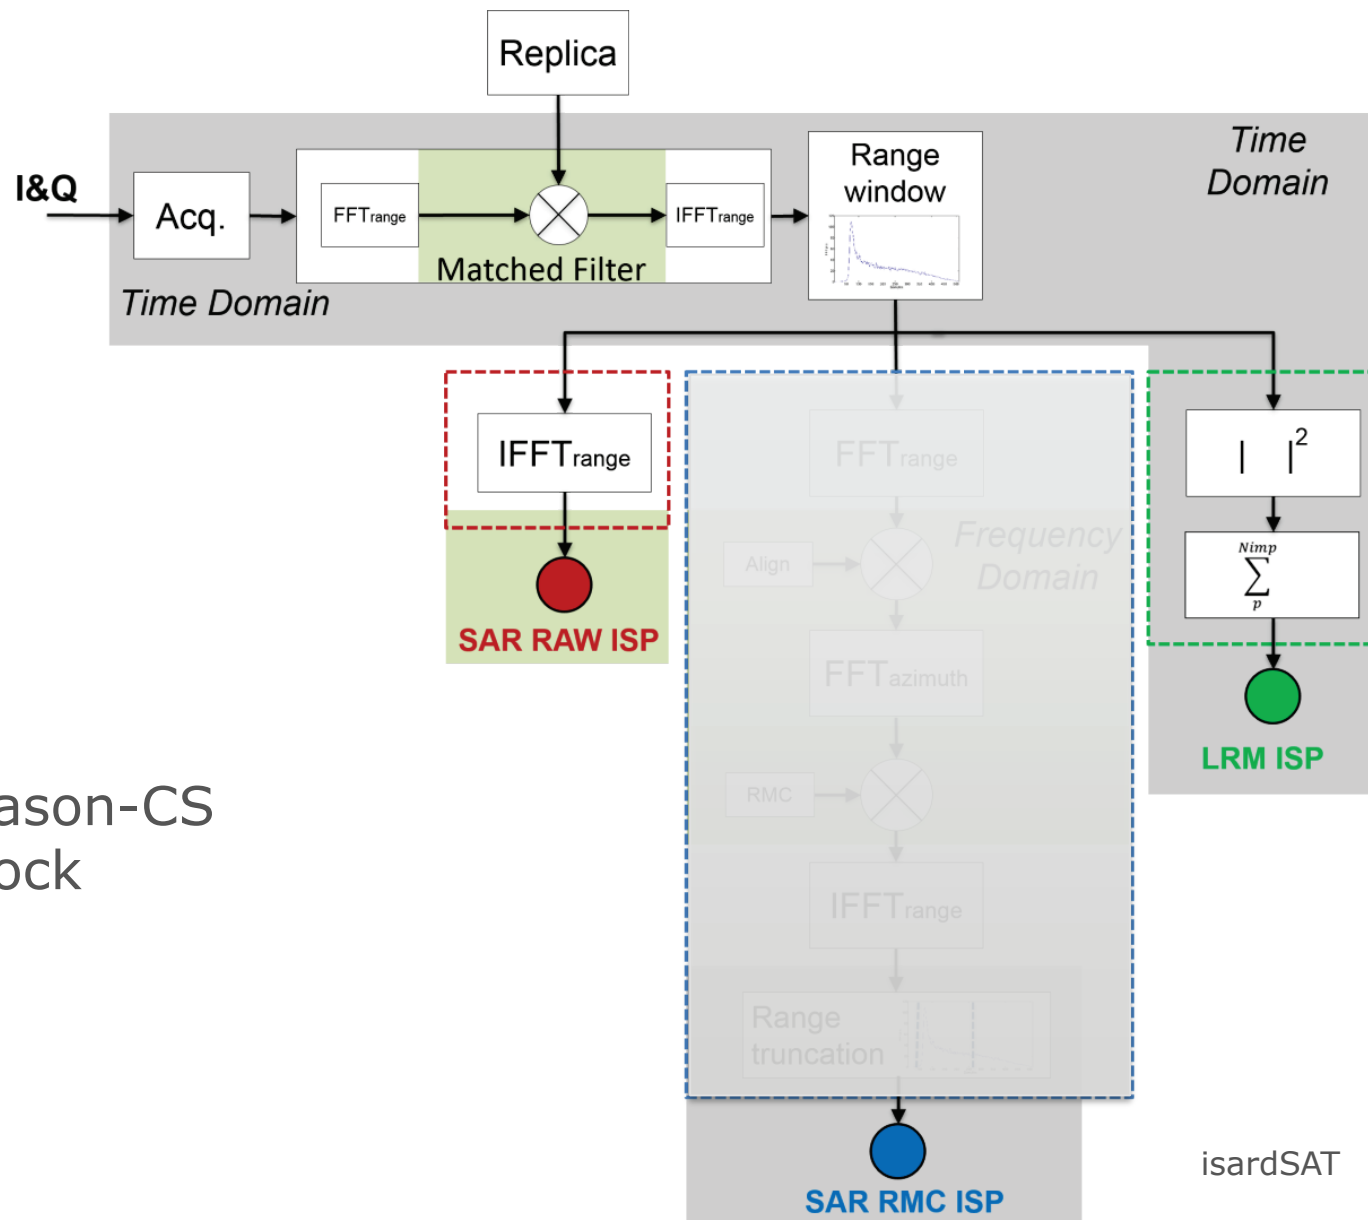 Replica
Time
Domain
I&Q
Acq.
FFTrange
IFFTrange
Matched Filter
Range
window
Time Domain
IFFTrange
SAR RAW ISP
FFTrange
Frequency
Domain
Align
FFTazimuth
RMC
IFFTrange
Range
truncation
SAR RMC ISP
| |²
Nimp
∑
p
LRM ISP
ason-CS
ock
isardSAT